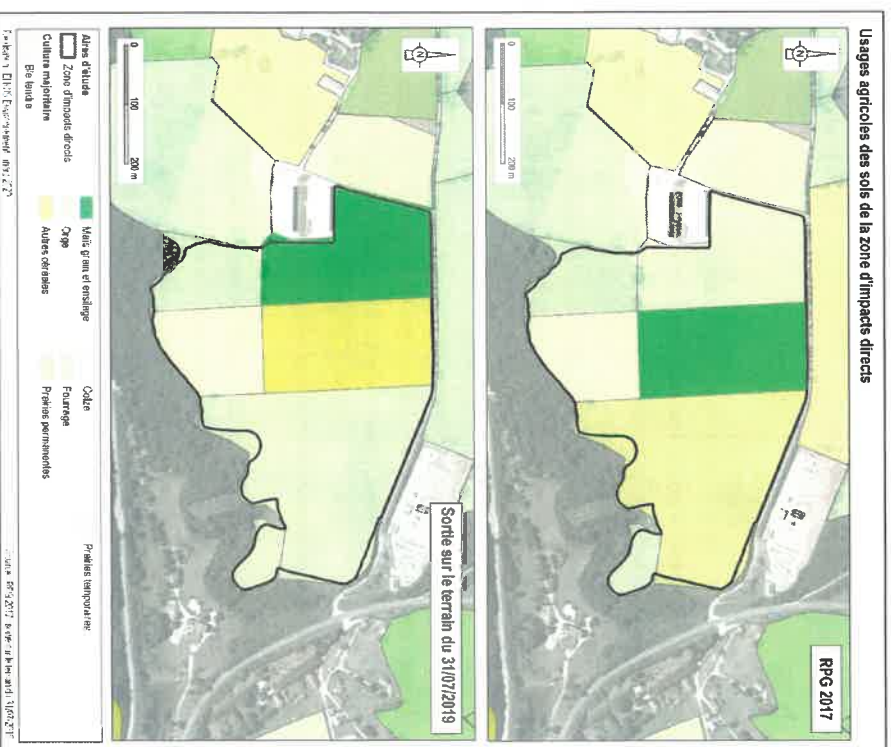 Usages agricoles des sols de la zone d'impacts directs
RPG 2017
N
0 100 200 m
Sortie sur le terrain du 31/07/2019
N
0 100 200 m
Aires d'étude
Zone d'impacts directs
Culture majoritaire
Blé tendre
Maïs grain et ensilage
Orge
Autres céréales
Colza
Fourrage
Prairies permanentes
Prairies temporaires